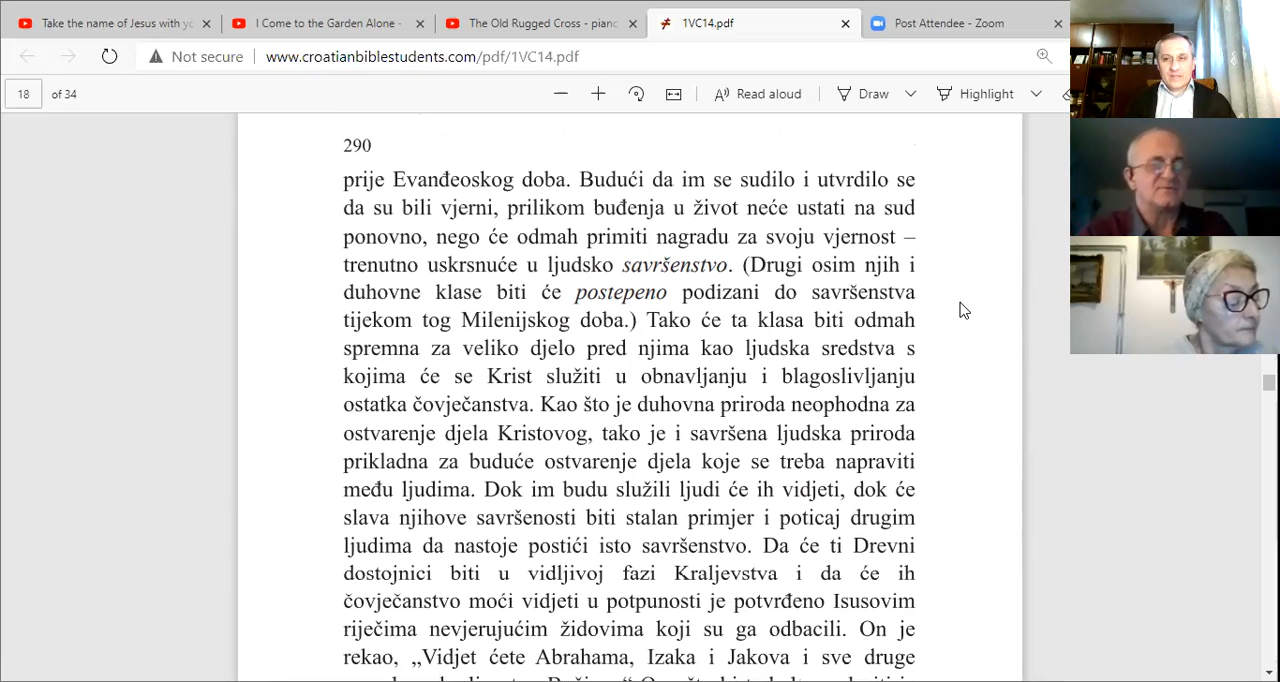 Take the name of Jesus with yo
I Come to the Garden Alone -
The Old Rugged Cross - piano
1VC14.pdf
Post Attendee - Zoom
Not secure
www.croatianbiblestudents.com/pdf/1VC14.pdf
18 of 34
Read aloud
Draw
Highlight
290
prije Evanđeoskog doba. Budući da im se sudilo i utvrdilo se
da su bili vjerni, prilikom buđenja u život neće ustati na sud
ponovno, nego će odmah primiti nagradu za svoju vjernost –
trenutno uskrsnuće u ljudsko savršenstvo. (Drugi osim njih i
duhovne klase biti će postepeno podizani do savršenstva
tijekom tog Milenijskog doba.) Tako će ta klasa biti odmah
spremna za veliko djelo pred njima kao ljudska sredstva s
kojima će se Krist služiti u obnavljanju i blagoslivljanju
ostatka čovječanstva. Kao što je duhovna priroda neophodna za
ostvarenje djela Kristovog, tako je i savršena ljudska priroda
prikladna za buduće ostvarenje djela koje se treba napraviti
među ljudima. Dok im budu služili ljudi će ih vidjeti, dok će
slava njihove savršenosti biti stalan primjer i poticaj drugim
ljudima da nastoje postići isto savršenstvo. Da će ti Drevni
dostojnici biti u vidljivoj fazi Kraljevstva i da će ih
čovječanstvo moći vidjeti u potpunosti je potvrđeno Isusovim
riječima nevjerujućim židovima koji su ga odbacili. On je
rekao, „Vidjet ćete Abrahama, Izaka i Jakova i sve druge